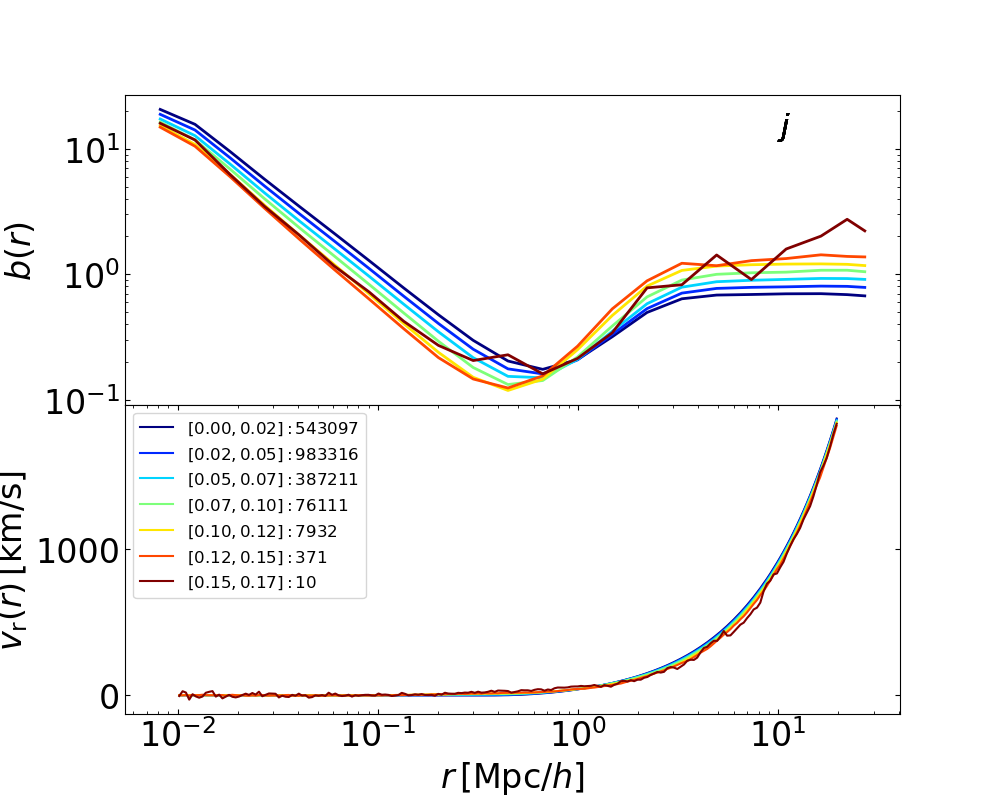 j
10¹
10⁰
10⁻¹
b(r)
[0.00, 0.02] : 543097
[0.02, 0.05] : 983316
[0.05, 0.07] : 387211
[0.07, 0.10] : 76111
[0.10, 0.12] : 7932
[0.12, 0.15] : 371
[0.15, 0.17] : 10
1000
0
vᵣ(r) [km/s]
10⁻² 10⁻¹ 10⁰ 10¹
r [Mpc/h]